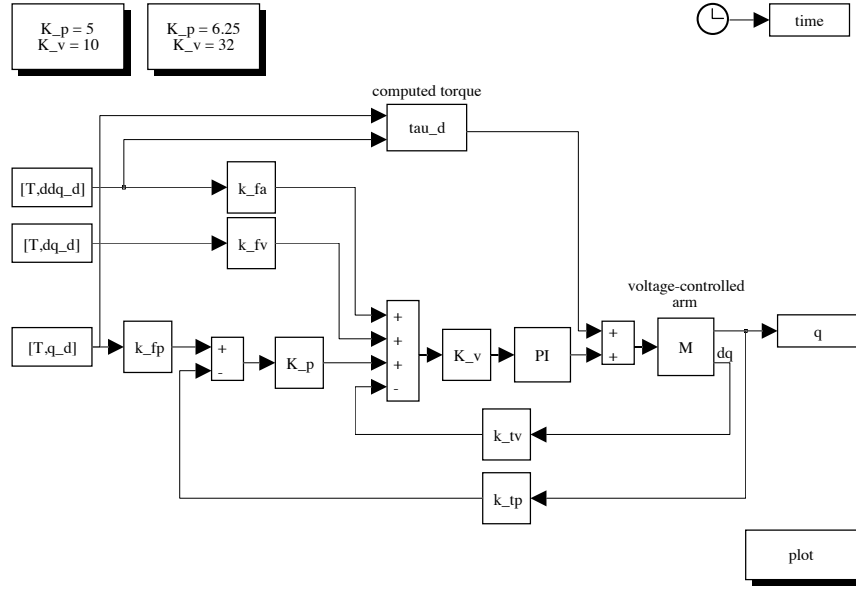 K_p = 5
K_v = 10
K_p = 6.25
K_v = 32
time
computed torque
tau_d
[T,ddq_d]
k_fa
[T,dq_d]
k_fv
voltage-controlled
arm
[T,q_d]
k_fp
+
-
K_p
+
+
+
-
K_v
PI
+
+
M
dq
q
k_tv
k_tp
plot